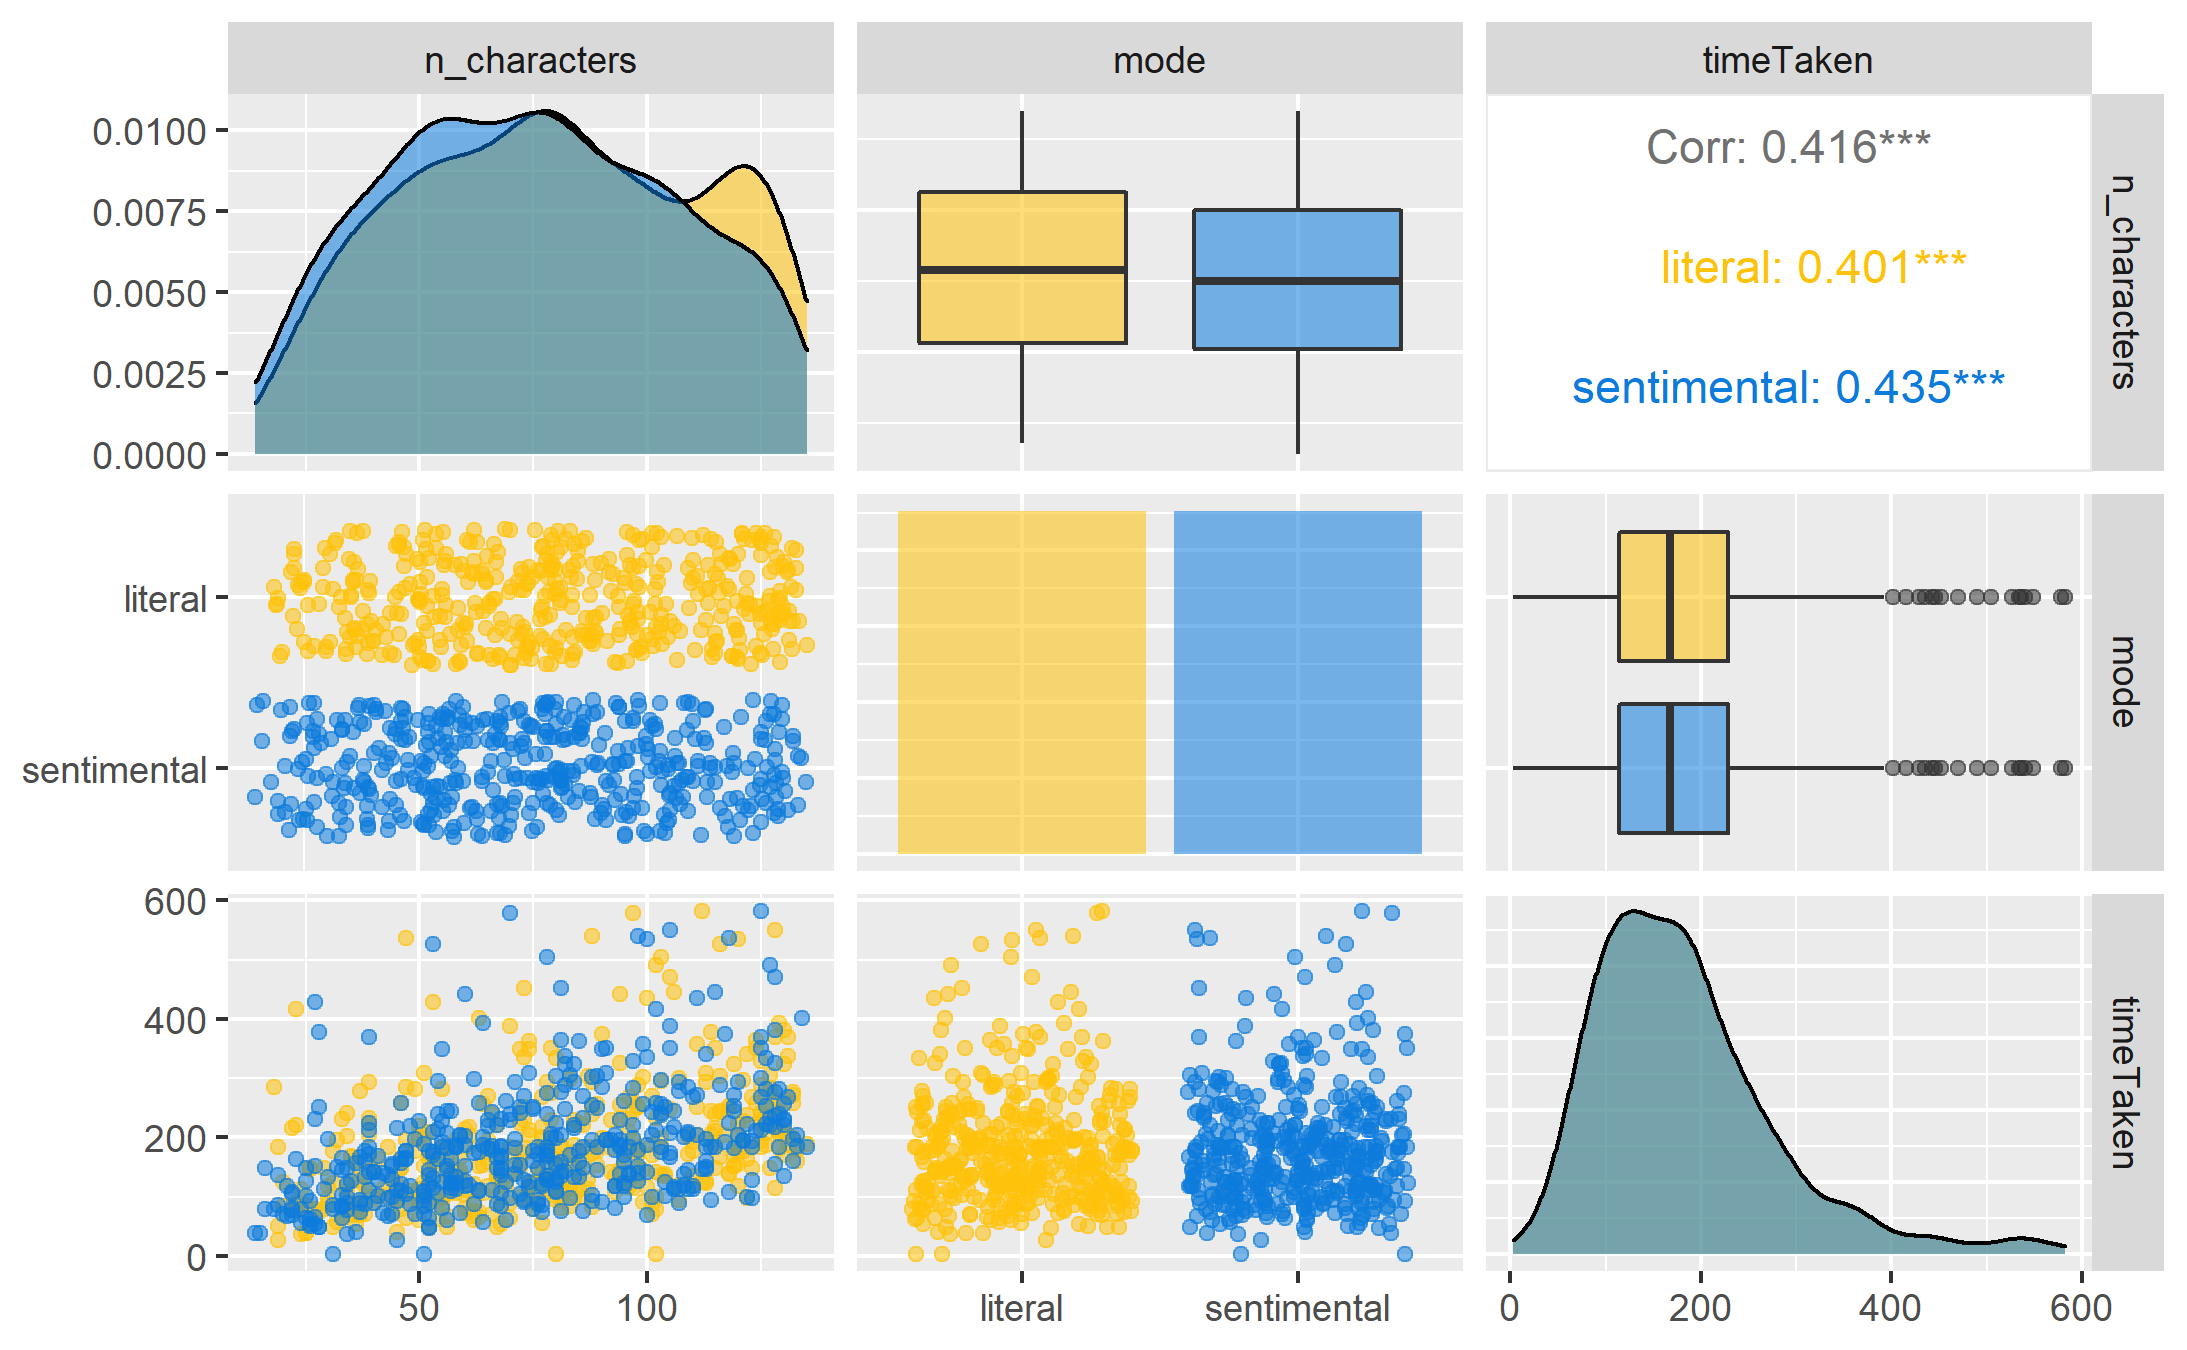 n_characters
mode
timeTaken
0.0100
0.0075
0.0050
0.0025
0.0000
Corr: 0.416***
literal: 0.401***
sentimental: 0.435***
n_characters
literal
sentimental
mode
600
400
200
0
timeTaken
50
100
literal
sentimental
0
200
400
600